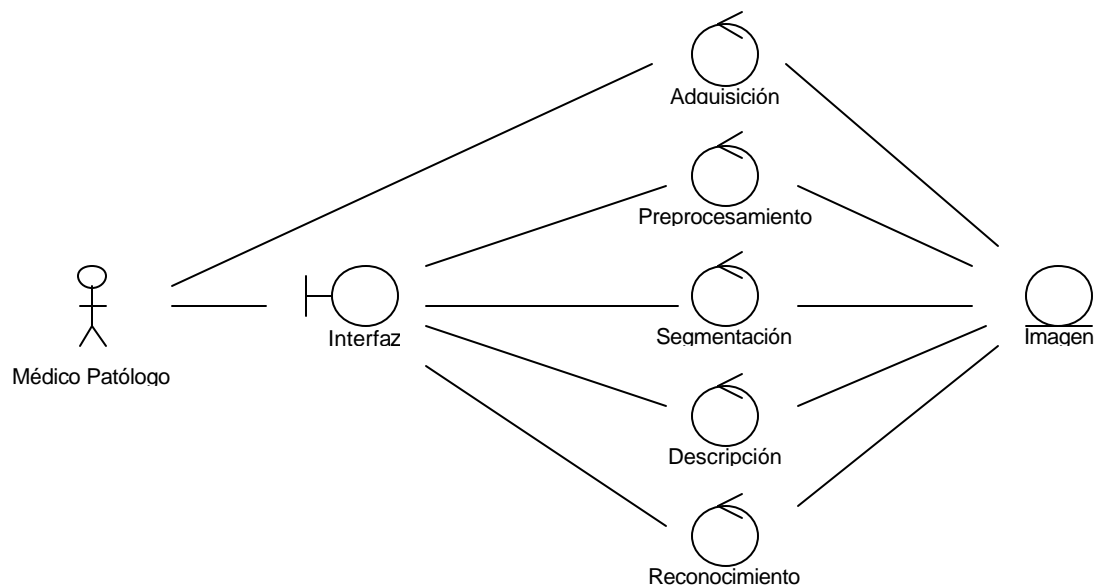 Adquisición
Preprocesamiento
Segmentación
Interfaz
Imagen
Médico Patólogo
Descripción
Reconocimiento